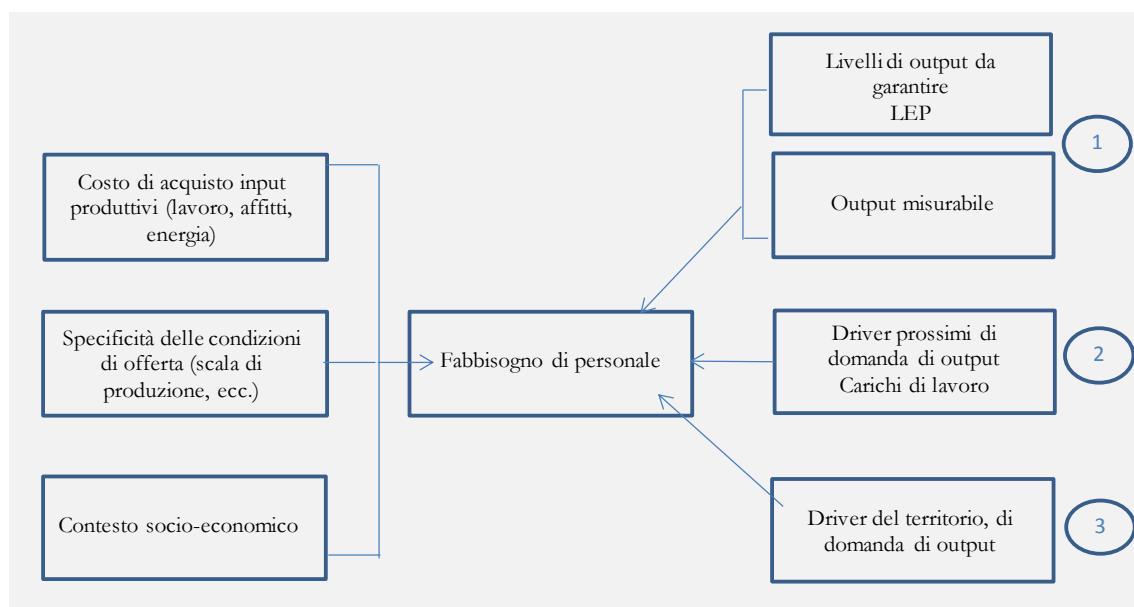 Costo di acquisto input
produttivi (lavoro, affitti,
energia)
Specificità delle condizioni
di offerta (scala di
produzione, ecc.)
Contesto socio-economico
Fabbisogno di personale
Livelli di output da
garantire
LEP
Output misurabile
1
Driver prossimi di
domanda di output
Carichi di lavoro
2
Driver del territorio, di
domanda di output
3